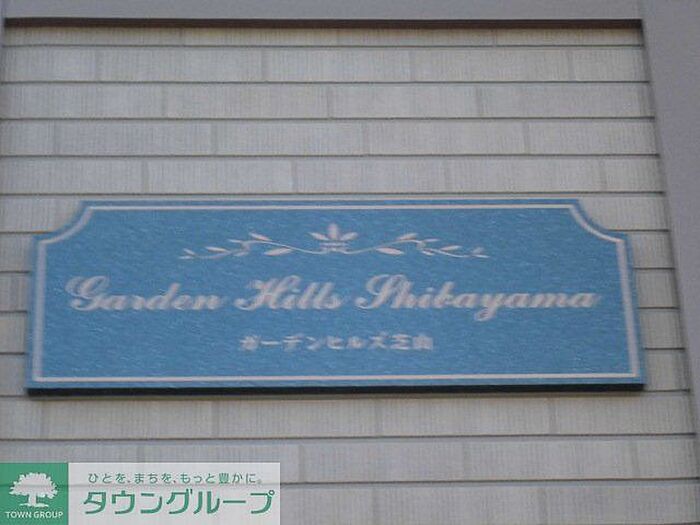 Garden Hills Shibayama
ガーデンヒルズ芝山
ひとを、まちを、もっと豊かに。
タウングループ
TOWN GROUP